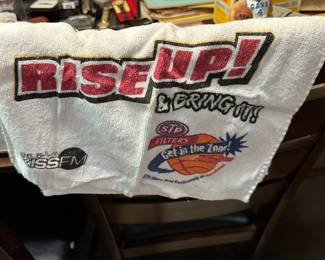 RISE UP!
& BRING IT!
STP
FILTERS
Get in the Zone!
KISS FM